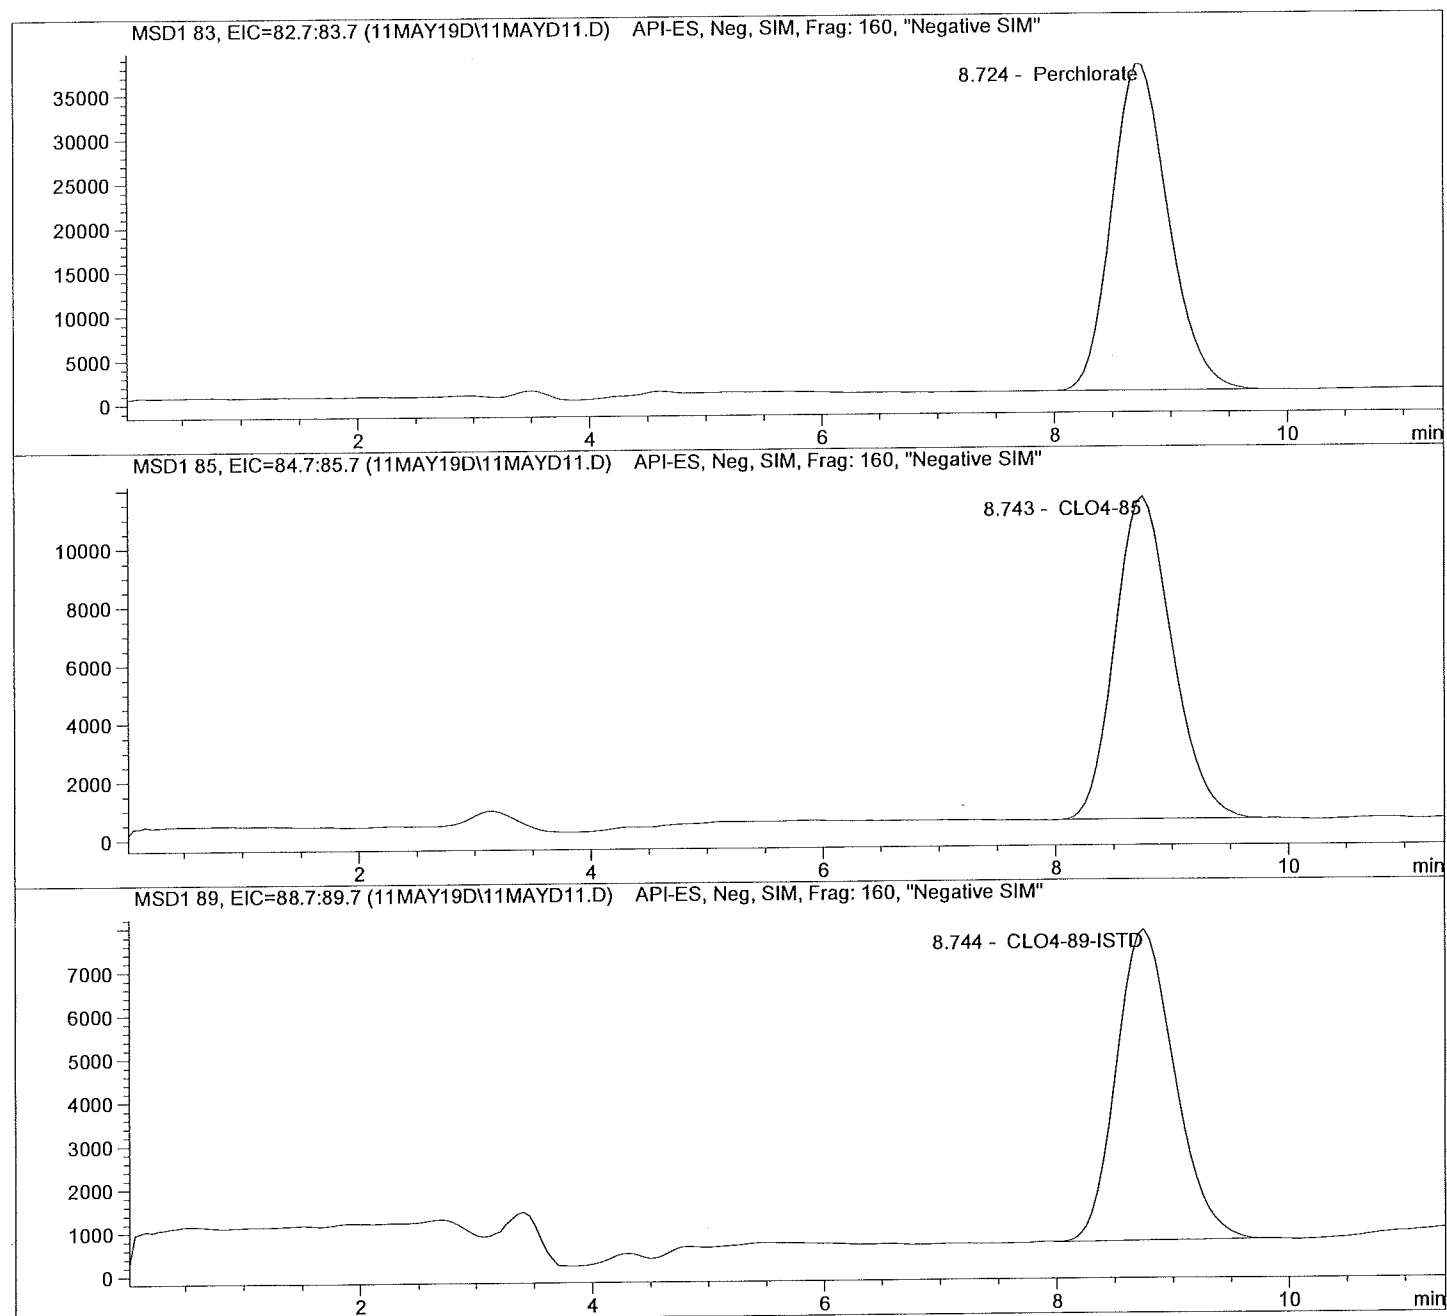 MSD1 83, EIC=82.7:83.7 (11MAY19D\11MAYD11.D) API-ES, Neg, SIM, Frag: 160, "Negative SIM"
8.724 - Perchlorate
35000
30000
25000
20000
15000
10000
5000
0
2 4 6 8 10 min
MSD1 85, EIC=84.7:85.7 (11MAY19D\11MAYD11.D) API-ES, Neg, SIM, Frag: 160, "Negative SIM"
8.743 - CLO4-85
10000
8000
6000
4000
2000
0
2 4 6 8 10 min
MSD1 89, EIC=88.7:89.7 (11MAY19D\11MAYD11.D) API-ES, Neg, SIM, Frag: 160, "Negative SIM"
8.744 - CLO4-89-ISTD
7000
6000
5000
4000
3000
2000
1000
0
2 4 6 8 10 min